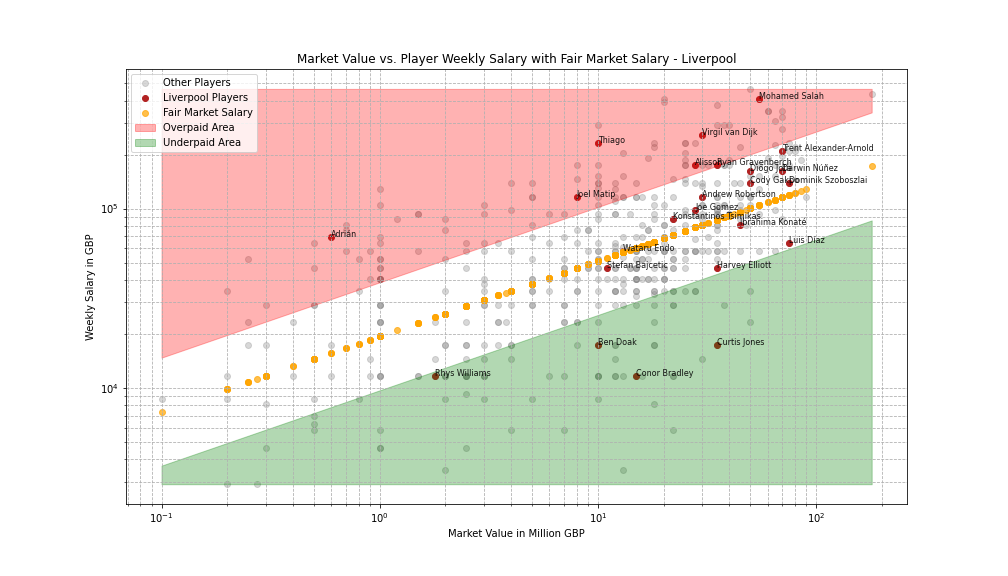 Market Value vs. Player Weekly Salary with Fair Market Salary - Liverpool
Other Players
Liverpool Players
Fair Market Salary
Overpaid Area
Underpaid Area
Mohamed Salah
Virgil van Dijk
Thiago
Trent Alexander-Arnold
Alisson
Ryan Gravenberch
Diogo Jota
Darwin Núñez
Cody Gakpo
Dominik Szoboszlai
Joel Matip
Andrew Robertson
Joe Gomez
Konstantinos Tsimikas
Ibrahima Konaté
Adrián
Luis Díaz
Wataru Endo
Stefan Bajcetic
Harvey Elliott
Ben Doak
Curtis Jones
Rhys Williams
Conor Bradley
Weekly Salary in GBP
10⁵
10⁴
10⁻¹
10⁰
10¹
10²
Market Value in Million GBP